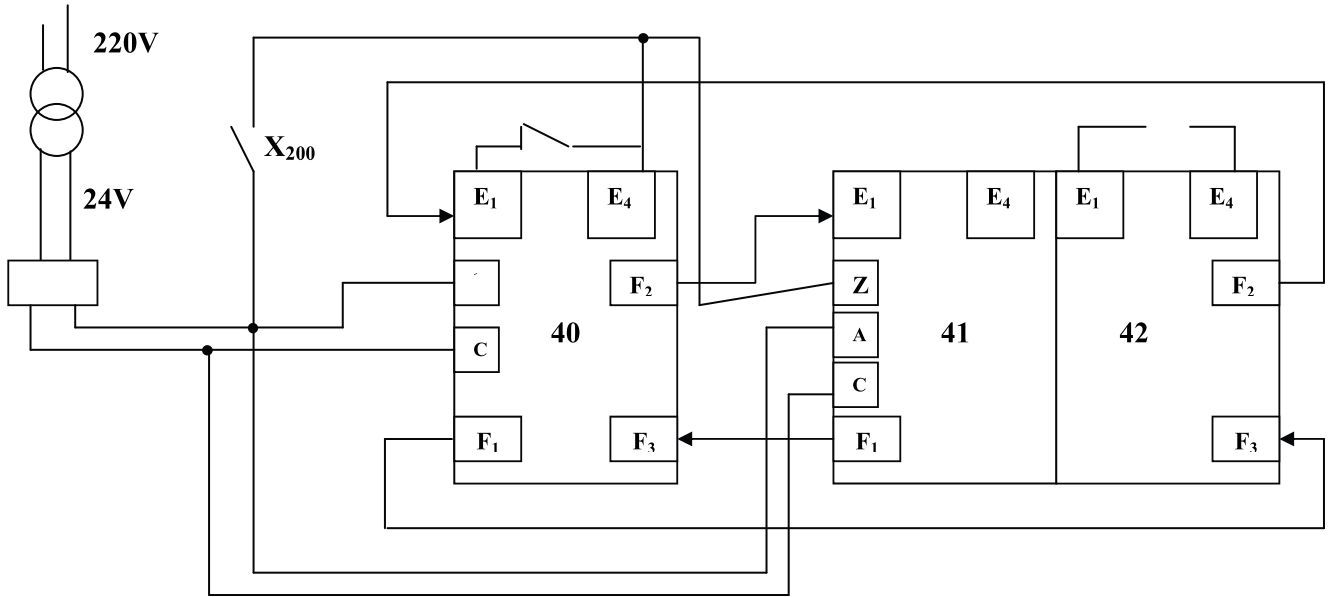 220V
X₂₀₀
24V
E₁ E₄ E₁ E₄ E₁ E₄
F₂ Z F₂
40 A 41 42
C C
F₁ F₃ F₁ F₃